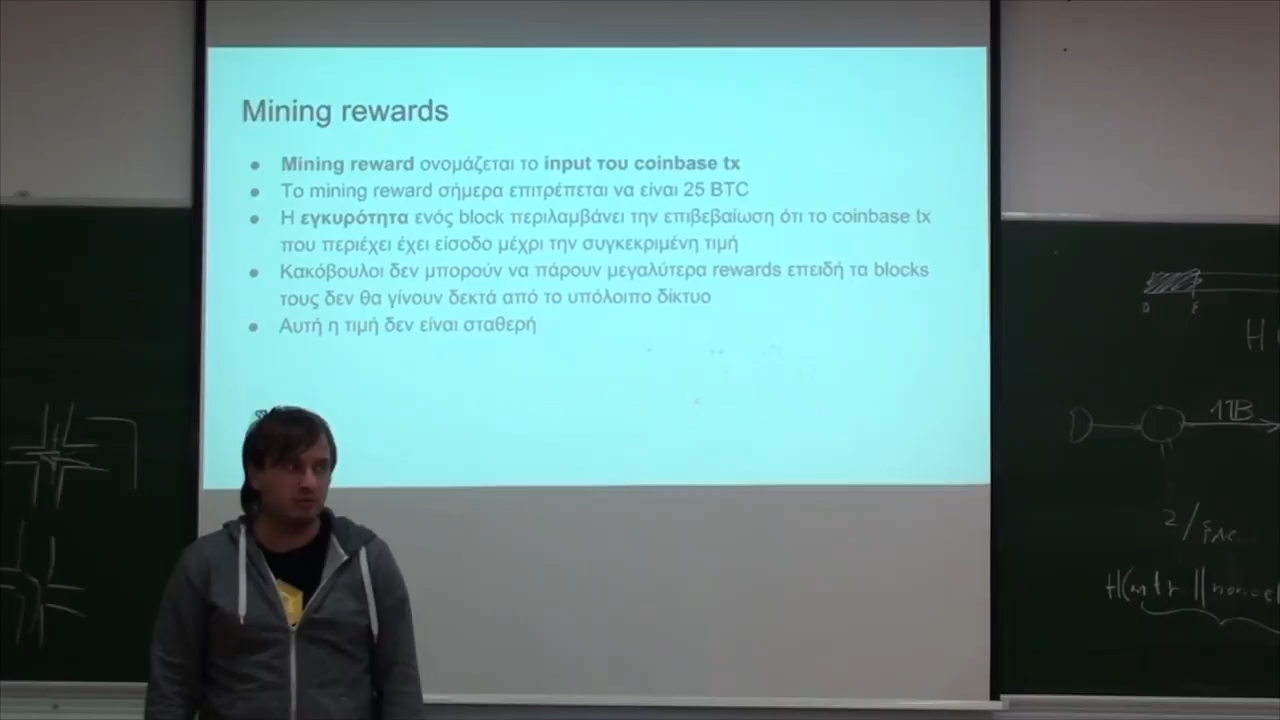 Mining rewards
● Mining reward ονομάζεται το input του coinbase tx
● Το mining reward σήμερα επιτρέπεται να είναι 25 BTC
● Η εγκυρότητα ενός block περιλαμβάνει την επιβεβαίωση ότι το coinbase tx
που περιέχει έχει είσοδο μέχρι την συγκεκριμένη τιμή
● Κακόβουλοι δεν μπορούν να πάρουν μεγαλύτερα rewards επειδή τα blocks
τους δεν θα γίνουν δεκτά από το υπόλοιπο δίκτυο
● Αυτή η τιμή δεν είναι σταθερή
H